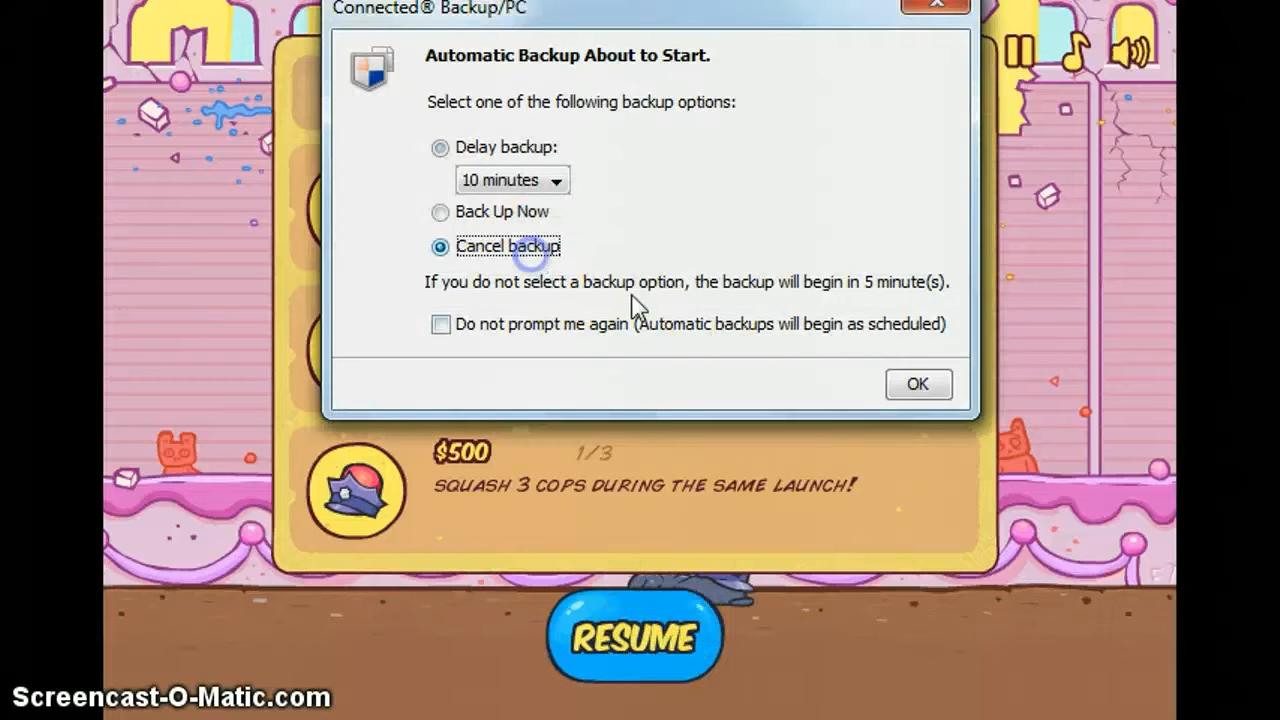 Connected® Backup/PC
Automatic Backup About to Start.
Select one of the following backup options:
Delay backup:
10 minutes
Back Up Now
Cancel backup
If you do not select a backup option, the backup will begin in 5 minute(s).
Do not prompt me again (Automatic backups will begin as scheduled)
OK
$500 1/3
SQUASH 3 COPS DURING THE SAME LAUNCH!
RESUME
Screencast-O-Matic.com